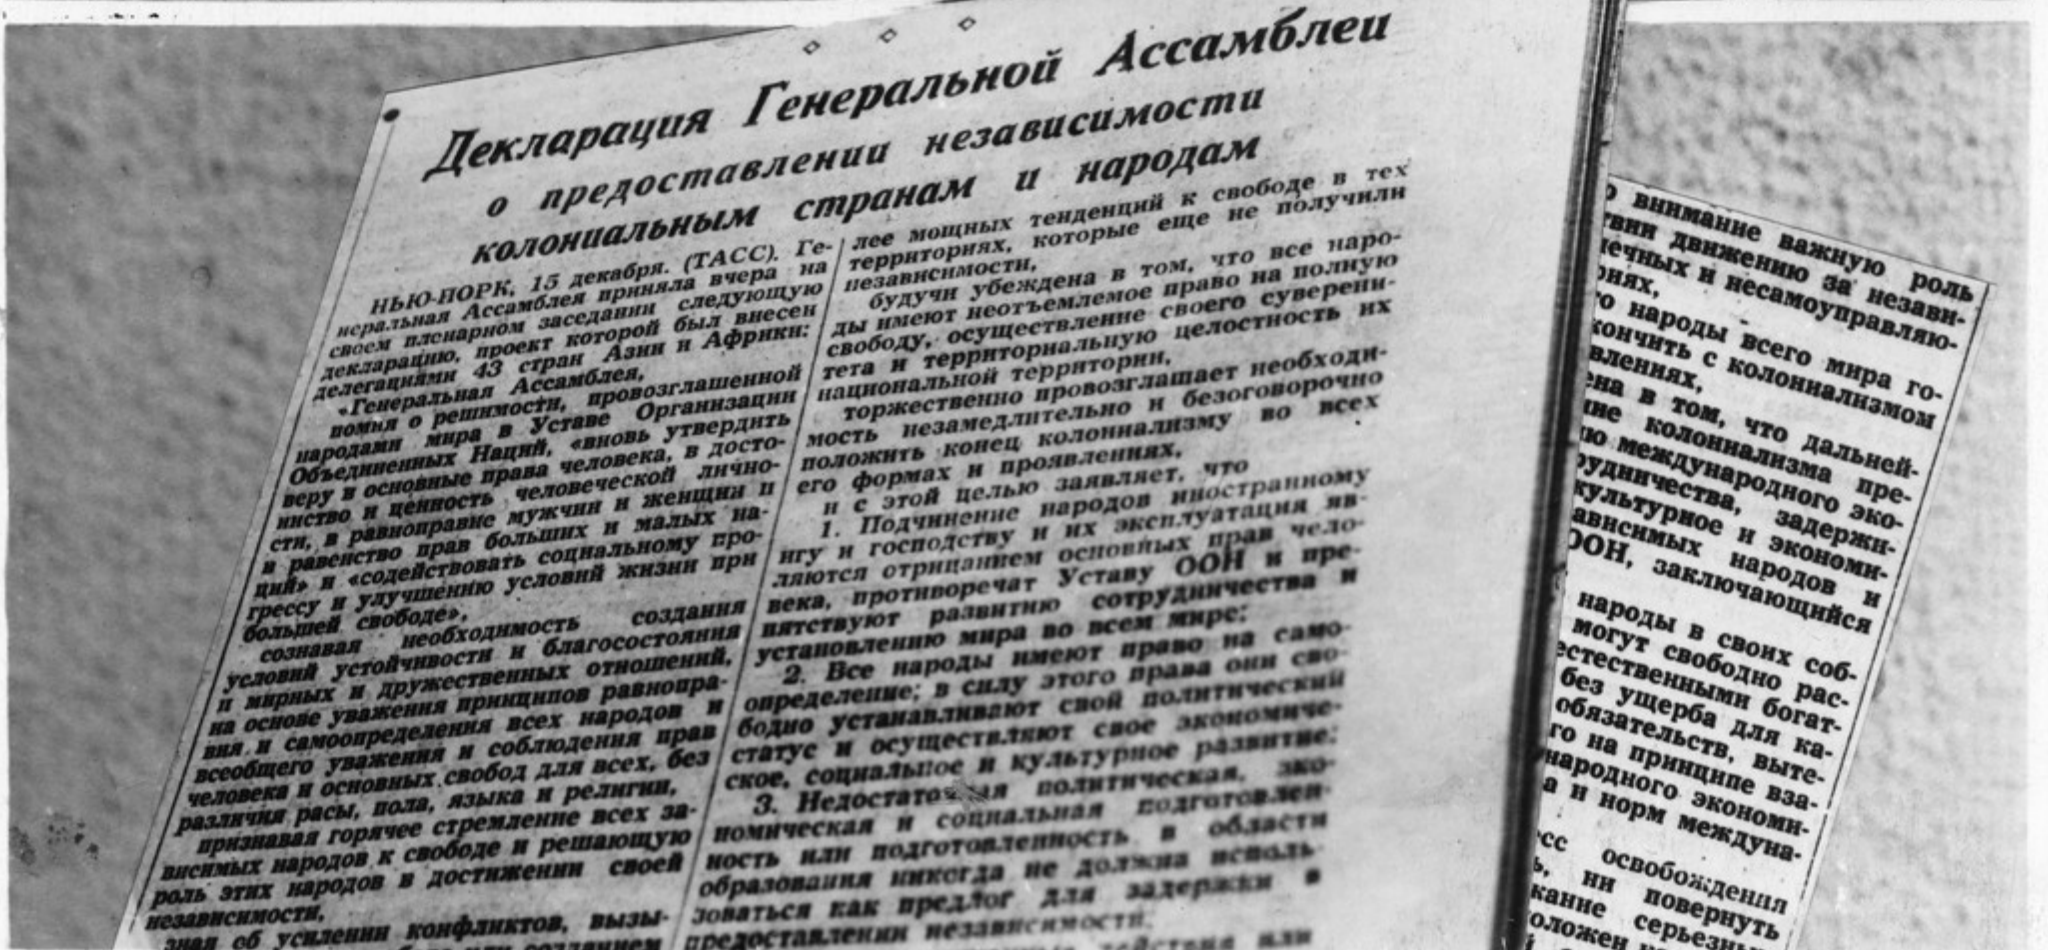 Декларация Генеральной Ассамблеи
о предоставлении независимости
колониальным странам и народам
НЬЮ-ЙОРК, 15 декабря. (ТАСС). Ге-
неральная Ассамблея приняла вчера на
своем пленарном заседании следующую
декларацию, проект которой был внесен
делегациями 43 стран Азии и Африки:
«Генеральная Ассамблея,
помня о решимости, провозглашенной
народами мира в Уставе Организации
Объединенных Наций, «вновь утвердить
веру в основные права человека, в досто-
инство и ценность человеческой лично-
сти, в равноправие мужчин и женщин и
в равенство прав больших и малых на-
ций» и «содействовать социальному про-
грессу и улучшению условий жизни при
большей свободе»,
сознавая необходимость создания
условий устойчивости и благосостояния
и мирных и дружественных отношений,
на основе уважения принципов равнопра-
вия и самоопределения всех народов и
всеобщего уважения и соблюдения прав
человека и основных свобод для всех, без
различия расы, пола, языка и религии,
признавая горячее стремление всех за-
висимых народов к свободе и решающую
роль этих народов в достижении своей
независимости,
зная об усилении конфликтов, вызы-
лее мощных тенденций к свободе в тех
территориях, которые еще не получили
независимости,
будучи убеждена в том, что все наро-
ды имеют неотъемлемое право на полную
свободу, осуществление своего суверени-
тета и территориальную целостность их
национальной территории,
торжественно провозглашает необходи-
мость незамедлительно и безоговорочно
положить конец колониализму во всех
его формах и проявлениях,
и с этой целью заявляет, что
1. Подчинение народов иностранному
игу и господству и их эксплуатация яв-
ляются отрицанием основных прав чело-
века, противоречат Уставу ООН и пре-
пятствуют развитию сотрудничества и
установлению мира во всем мире;
2. Все народы имеют право на само-
определение; в силу этого права они сво-
бодно устанавливают свой политический
статус и осуществляют свое экономиче-
ское, социальное и культурное развитие;
3. Недостаточная политическая, эко-
номическая и социальная подготовлен-
ность или подготовленность в области
образования никогда не должна исполь-
зоваться как предлог для задержки в
предоставлении независимости.
действия или
внимание важную роль
движению за незави-
и несамоуправляю-
народы всего мира го-
с колониализмом
в том, что дальней-
колониализма пре-
международного эко-
задержи-
культурное и экономи-
народов и
ООН, заключающийся
народы в своих соб-
могут свободно рас-
естественными богат-
без ущерба для ка-
обязательств, выте-
на принципе вза-
экономи-
и норм междуна-
освобождения
ни повернуть